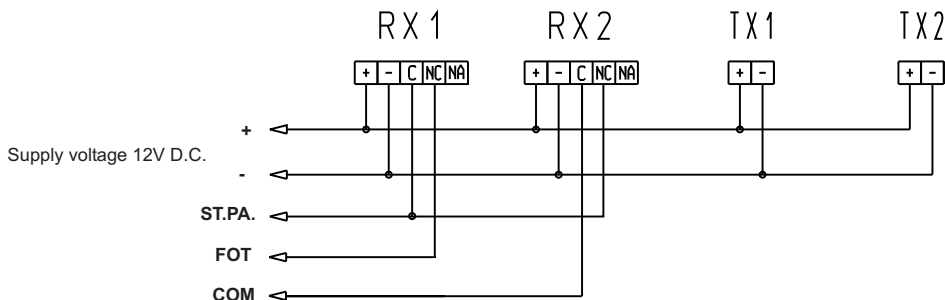 RX1 RX2 TX1 TX2
+ - C NC NA + - C NC NA + - + -
+
Supply voltage 12V D.C.
-
ST.PA.
FOT
COM